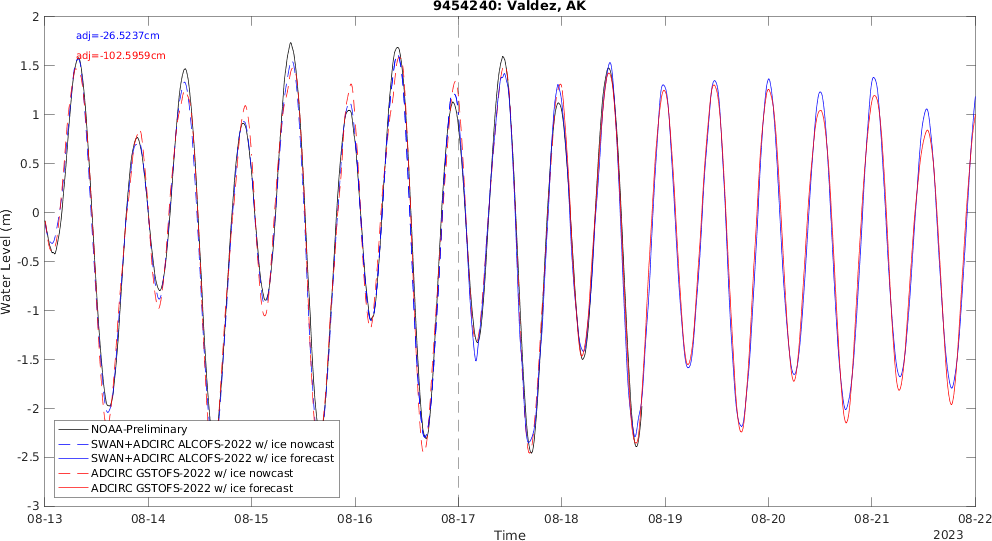 9454240: Valdez, AK
adj=-26.5237cm
adj=-102.5959cm
2
1.5
1
0.5
0
-0.5
-1
-1.5
-2
-2.5
-3
Water Level (m)
NOAA-Preliminary
SWAN+ADCIRC ALCOFS-2022 w/ ice nowcast
SWAN+ADCIRC ALCOFS-2022 w/ ice forecast
ADCIRC GSTOFS-2022 w/ ice nowcast
ADCIRC GSTOFS-2022 w/ ice forecast
08-13 08-14 08-15 08-16 08-17 08-18 08-19 08-20 08-21 08-22
Time
2023